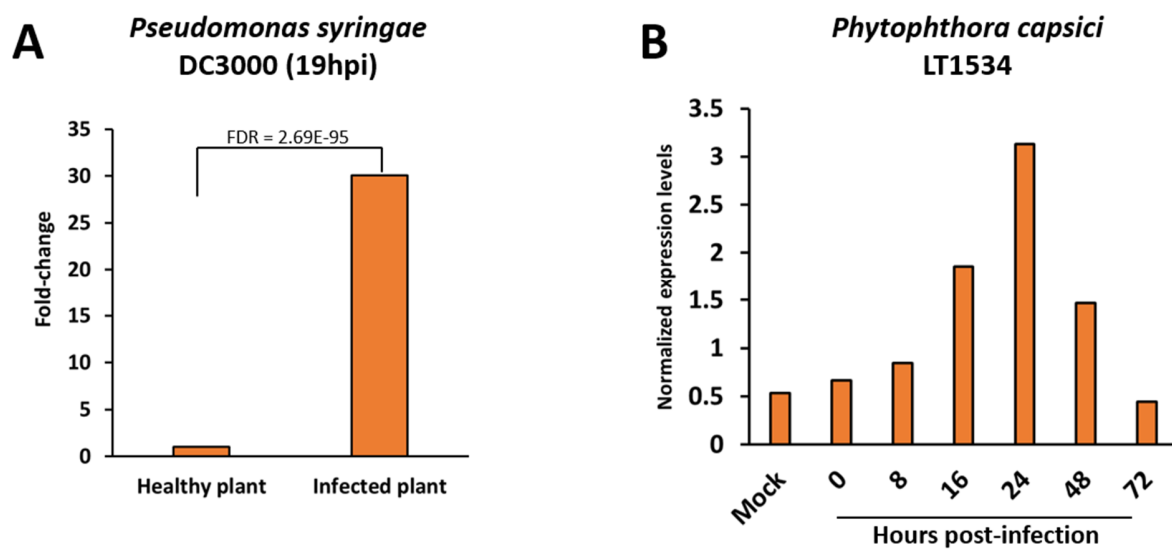 A
Pseudomonas syringae
DC3000 (19hpi)
FDR = 2.69E-95
Fold-change
35
30
25
20
15
10
5
0
Healthy plant
Infected plant
B
Phytophthora capsici
LT1534
Normalized expression levels
3.5
3
2.5
2
1.5
1
0.5
0
Mock
0
8
16
24
48
72
Hours post-infection